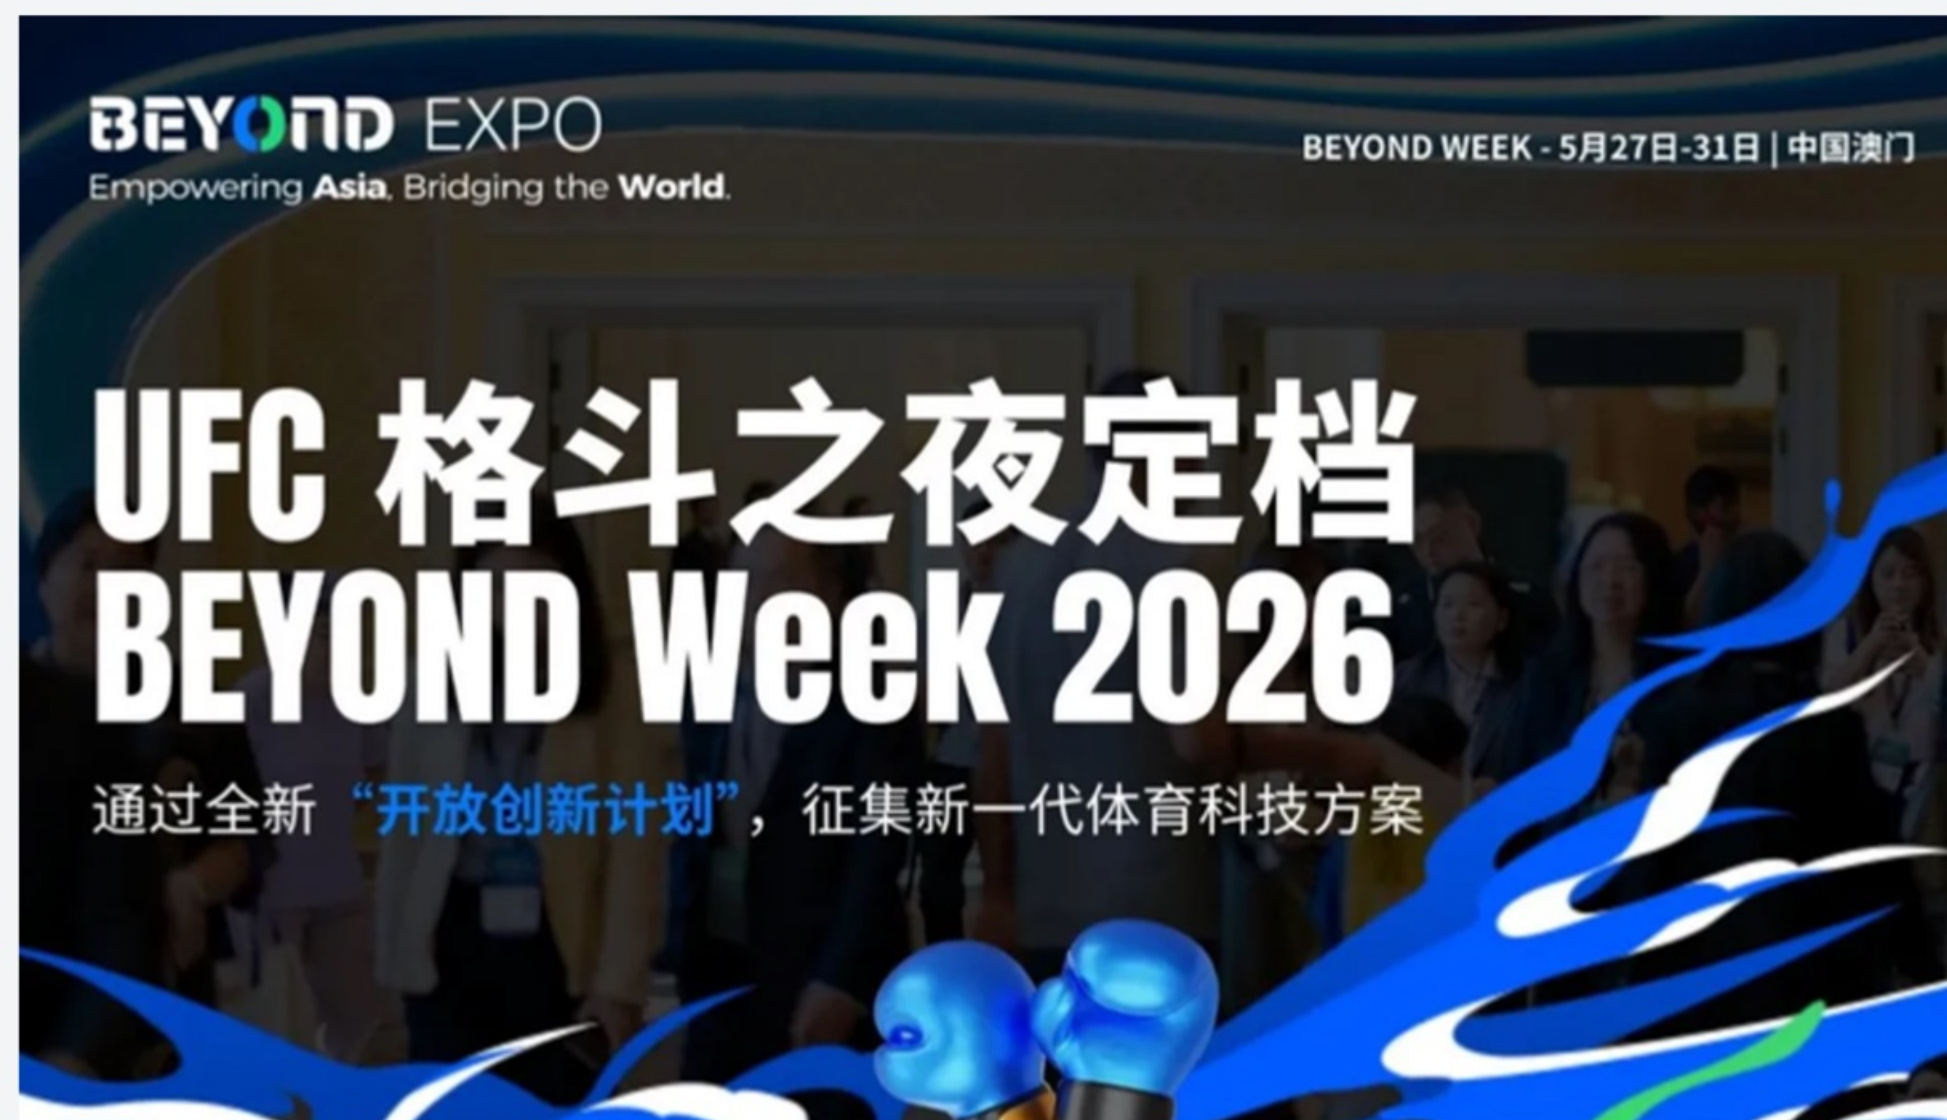 BEYOND EXPO
Empowering Asia, Bridging the World.
BEYOND WEEK - 5月27日-31日 | 中国澳门
UFC 格斗之夜定档
BEYOND Week 2026
通过全新“开放创新计划”，征集新一代体育科技方案